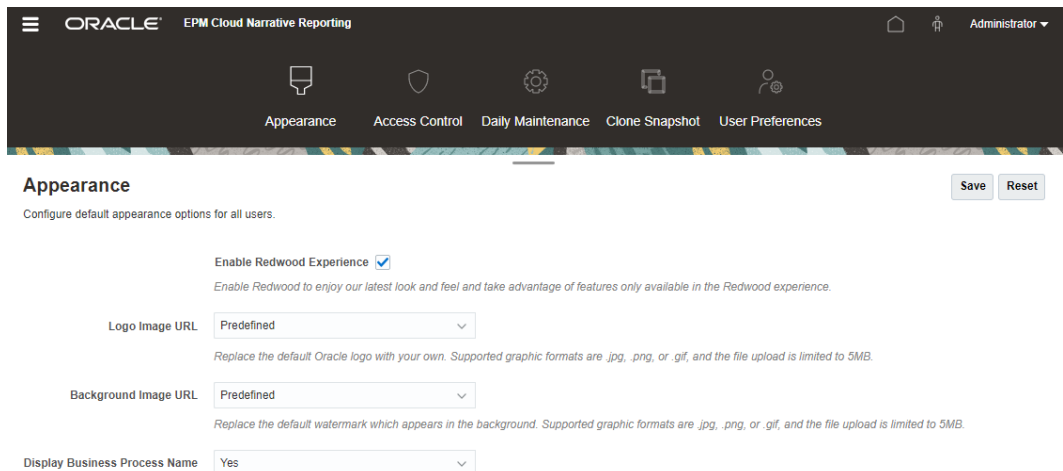 ORACLE EPM Cloud Narrative Reporting Administrator
Appearance Access Control Daily Maintenance Clone Snapshot User Preferences
Appearance Save Reset
Configure default appearance options for all users.
Enable Redwood Experience
Enable Redwood to enjoy our latest look and feel and take advantage of features only available in the Redwood experience.
Logo Image URL Predefined
Replace the default Oracle logo with your own. Supported graphic formats are .jpg, .png, or .gif, and the file upload is limited to 5MB.
Background Image URL Predefined
Replace the default watermark which appears in the background. Supported graphic formats are .jpg, .png, or .gif, and the file upload is limited to 5MB.
Display Business Process Name Yes